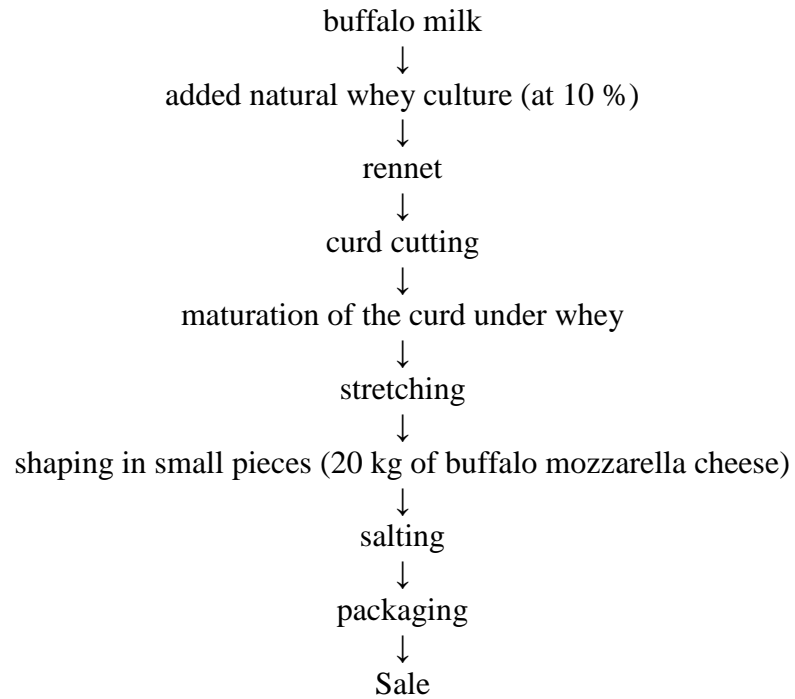 buffalo milk
↓
added natural whey culture (at 10 %)
↓
rennet
↓
curd cutting
↓
maturation of the curd under whey
↓
stretching
↓
shaping in small pieces (20 kg of buffalo mozzarella cheese)
↓
salting
↓
packaging
↓
Sale